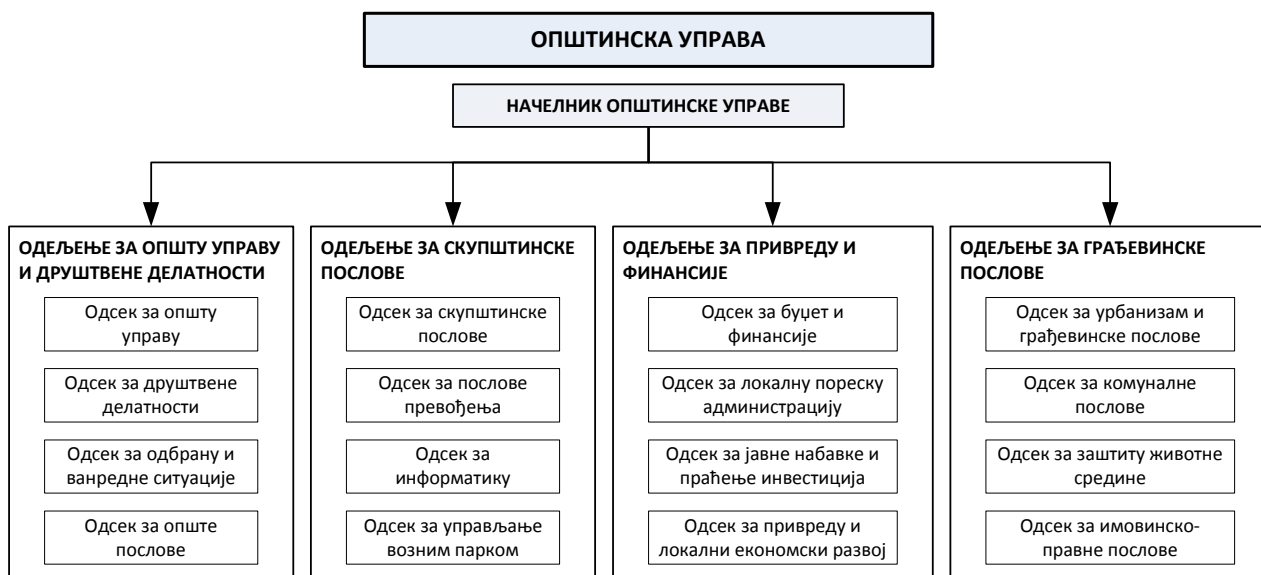 ОПШТИНСКА УПРАВА
НАЧЕЛНИК ОПШТИНСКЕ УПРАВЕ
ОДЕЉЕЊЕ ЗА ОПШТУ УПРАВУ
И ДРУШТВЕНЕ ДЕЛАТНОСТИ
Одсек за општу
управу
Одсек за друштвене
делатности
Одсек за одбрану и
ванредне ситуације
Одсек за опште
послове
ОДЕЉЕЊЕ ЗА СКУПШТИНСКЕ
ПОСЛОВЕ
Одсек за скупштинске
послове
Одсек за послове
превођења
Одсек за
информатику
Одсек за управљање
возним парком
ОДЕЉЕЊЕ ЗА ПРИВРЕДУ И
ФИНАНСИЈЕ
Одсек за буџет и
финансије
Одсек за локалну пореску
администрацију
Одсек за јавне набавке и
праћење инвестиција
Одсек за привреду и
локални економски развој
ОДЕЉЕЊЕ ЗА ГРАЂЕВИНСКЕ
ПОСЛОВЕ
Одсек за урбанизам и
грађевинске послове
Одсек за комуналне
послове
Одсек за заштиту животне
средине
Одсек за имовинско-
правне послове